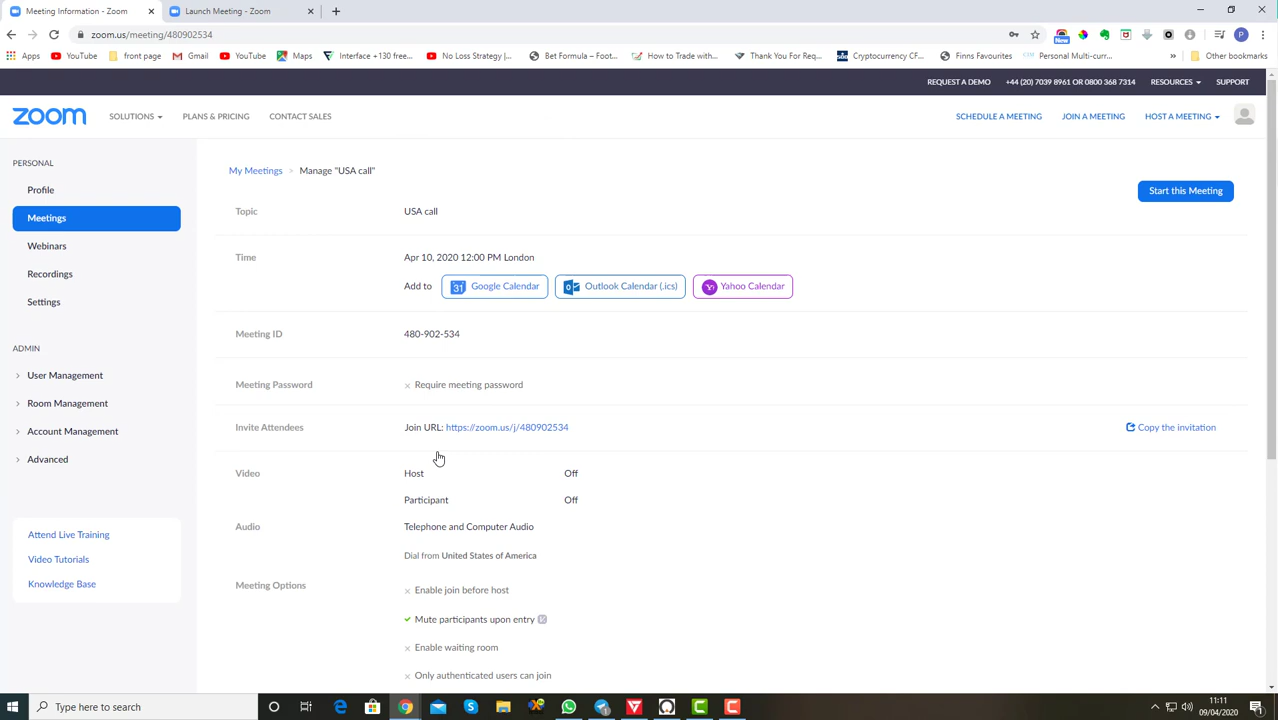 Meeting Information - Zoom
Launch Meeting - Zoom
zoom.us/meeting/480902534
Apps
YouTube
front page
Gmail
YouTube
Maps
Interface +130 free...
No Loss Strategy |...
Bet Formula – Foot...
How to Trade with...
Thank You For Req...
Cryptocurrency CF...
Finns Favourites
Personal Multi-curr...
»
Other bookmarks
REQUEST A DEMO
+44 (20) 7039 8961 OR 0800 368 7314
RESOURCES
SUPPORT
zoom
SOLUTIONS
PLANS & PRICING
CONTACT SALES
SCHEDULE A MEETING
JOIN A MEETING
HOST A MEETING
PERSONAL
Profile
Meetings
Webinars
Recordings
Settings
ADMIN
User Management
Room Management
Account Management
Advanced
Attend Live Training
Video Tutorials
Knowledge Base
My Meetings > Manage "USA call"
Start this Meeting
Topic
USA call
Time
Apr 10, 2020 12:00 PM London
Add to
31 Google Calendar
Outlook Calendar (.ics)
Yahoo Calendar
Meeting ID
480-902-534
Meeting Password
Require meeting password
Invite Attendees
Join URL: https://zoom.us/j/480902534
Copy the invitation
Video
Host
Off
Participant
Off
Audio
Telephone and Computer Audio
Dial from United States of America
Meeting Options
Enable join before host
Mute participants upon entry
Enable waiting room
Only authenticated users can join
Type here to search
11:11
09/04/2020